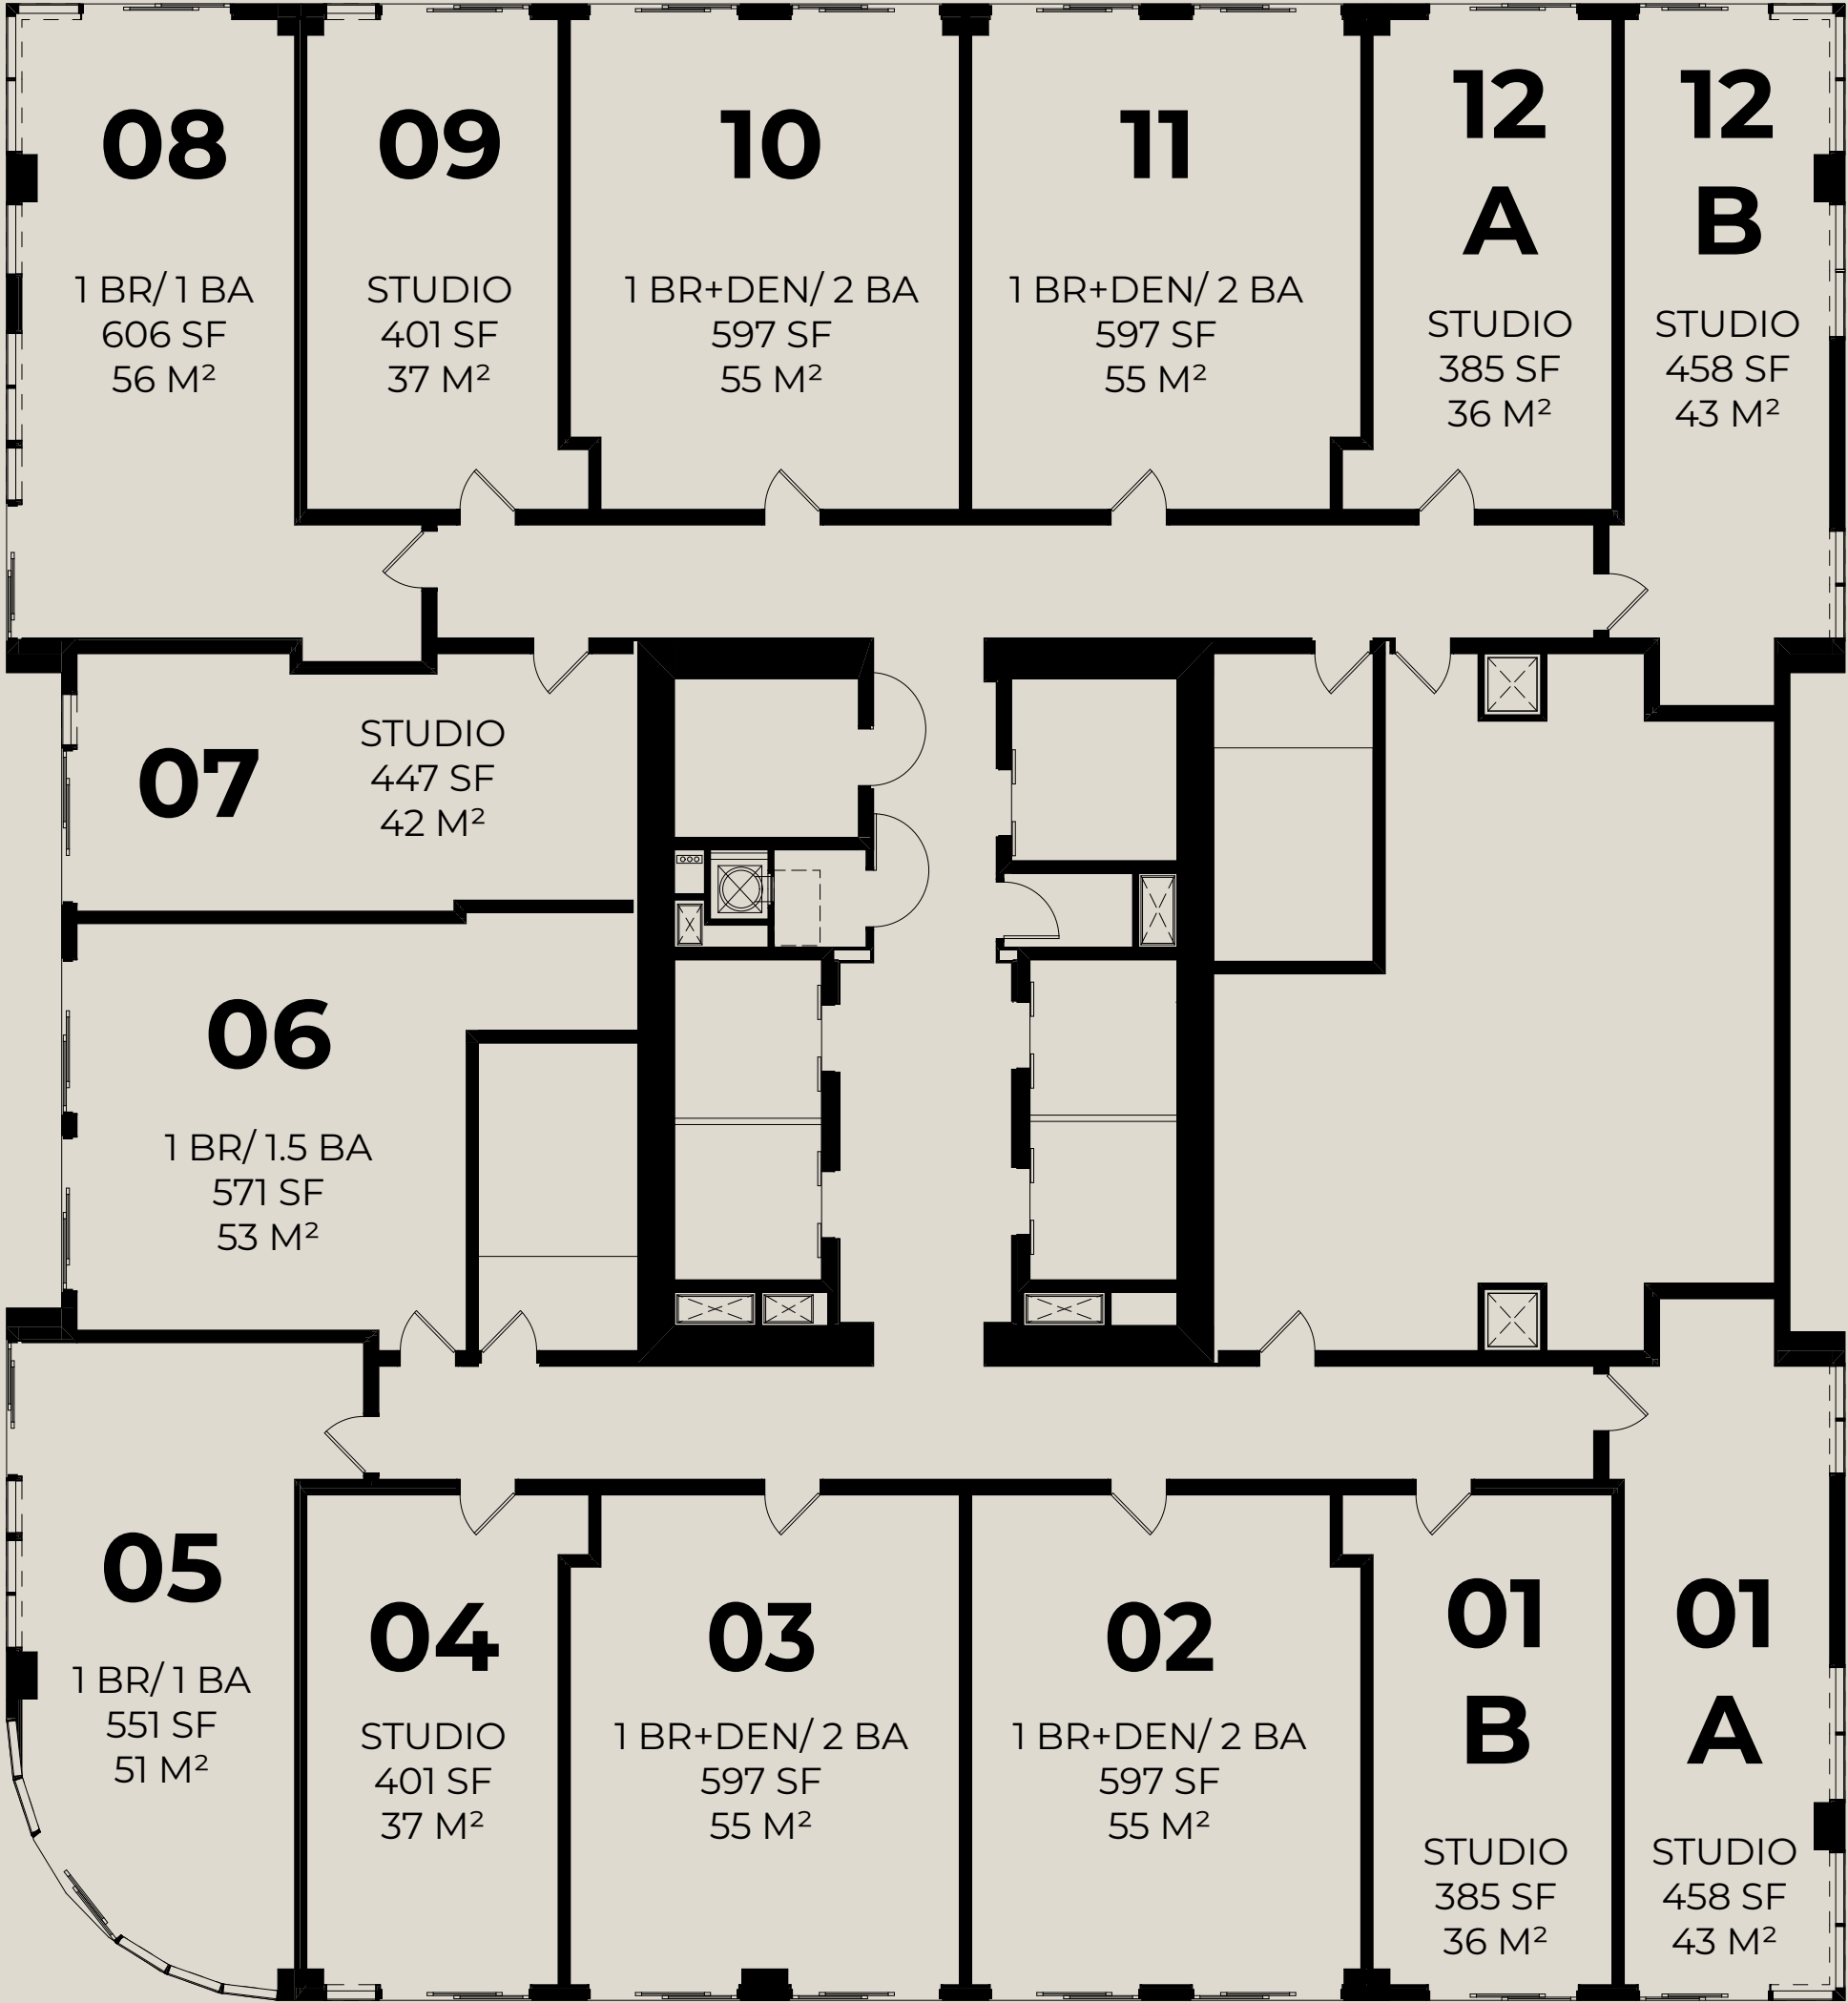 08
1 BR/ 1 BA
606 SF
56 M²
09
STUDIO
401 SF
37 M²
10
1 BR+DEN/ 2 BA
597 SF
55 M²
11
1 BR+DEN/ 2 BA
597 SF
55 M²
12
A
STUDIO
385 SF
36 M²
12
B
STUDIO
458 SF
43 M²
07
STUDIO
447 SF
42 M²
06
1 BR/ 1.5 BA
571 SF
53 M²
05
1 BR/ 1 BA
551 SF
51 M²
04
STUDIO
401 SF
37 M²
03
1 BR+DEN/ 2 BA
597 SF
55 M²
02
1 BR+DEN/ 2 BA
597 SF
55 M²
01
B
STUDIO
385 SF
36 M²
01
A
STUDIO
458 SF
43 M²